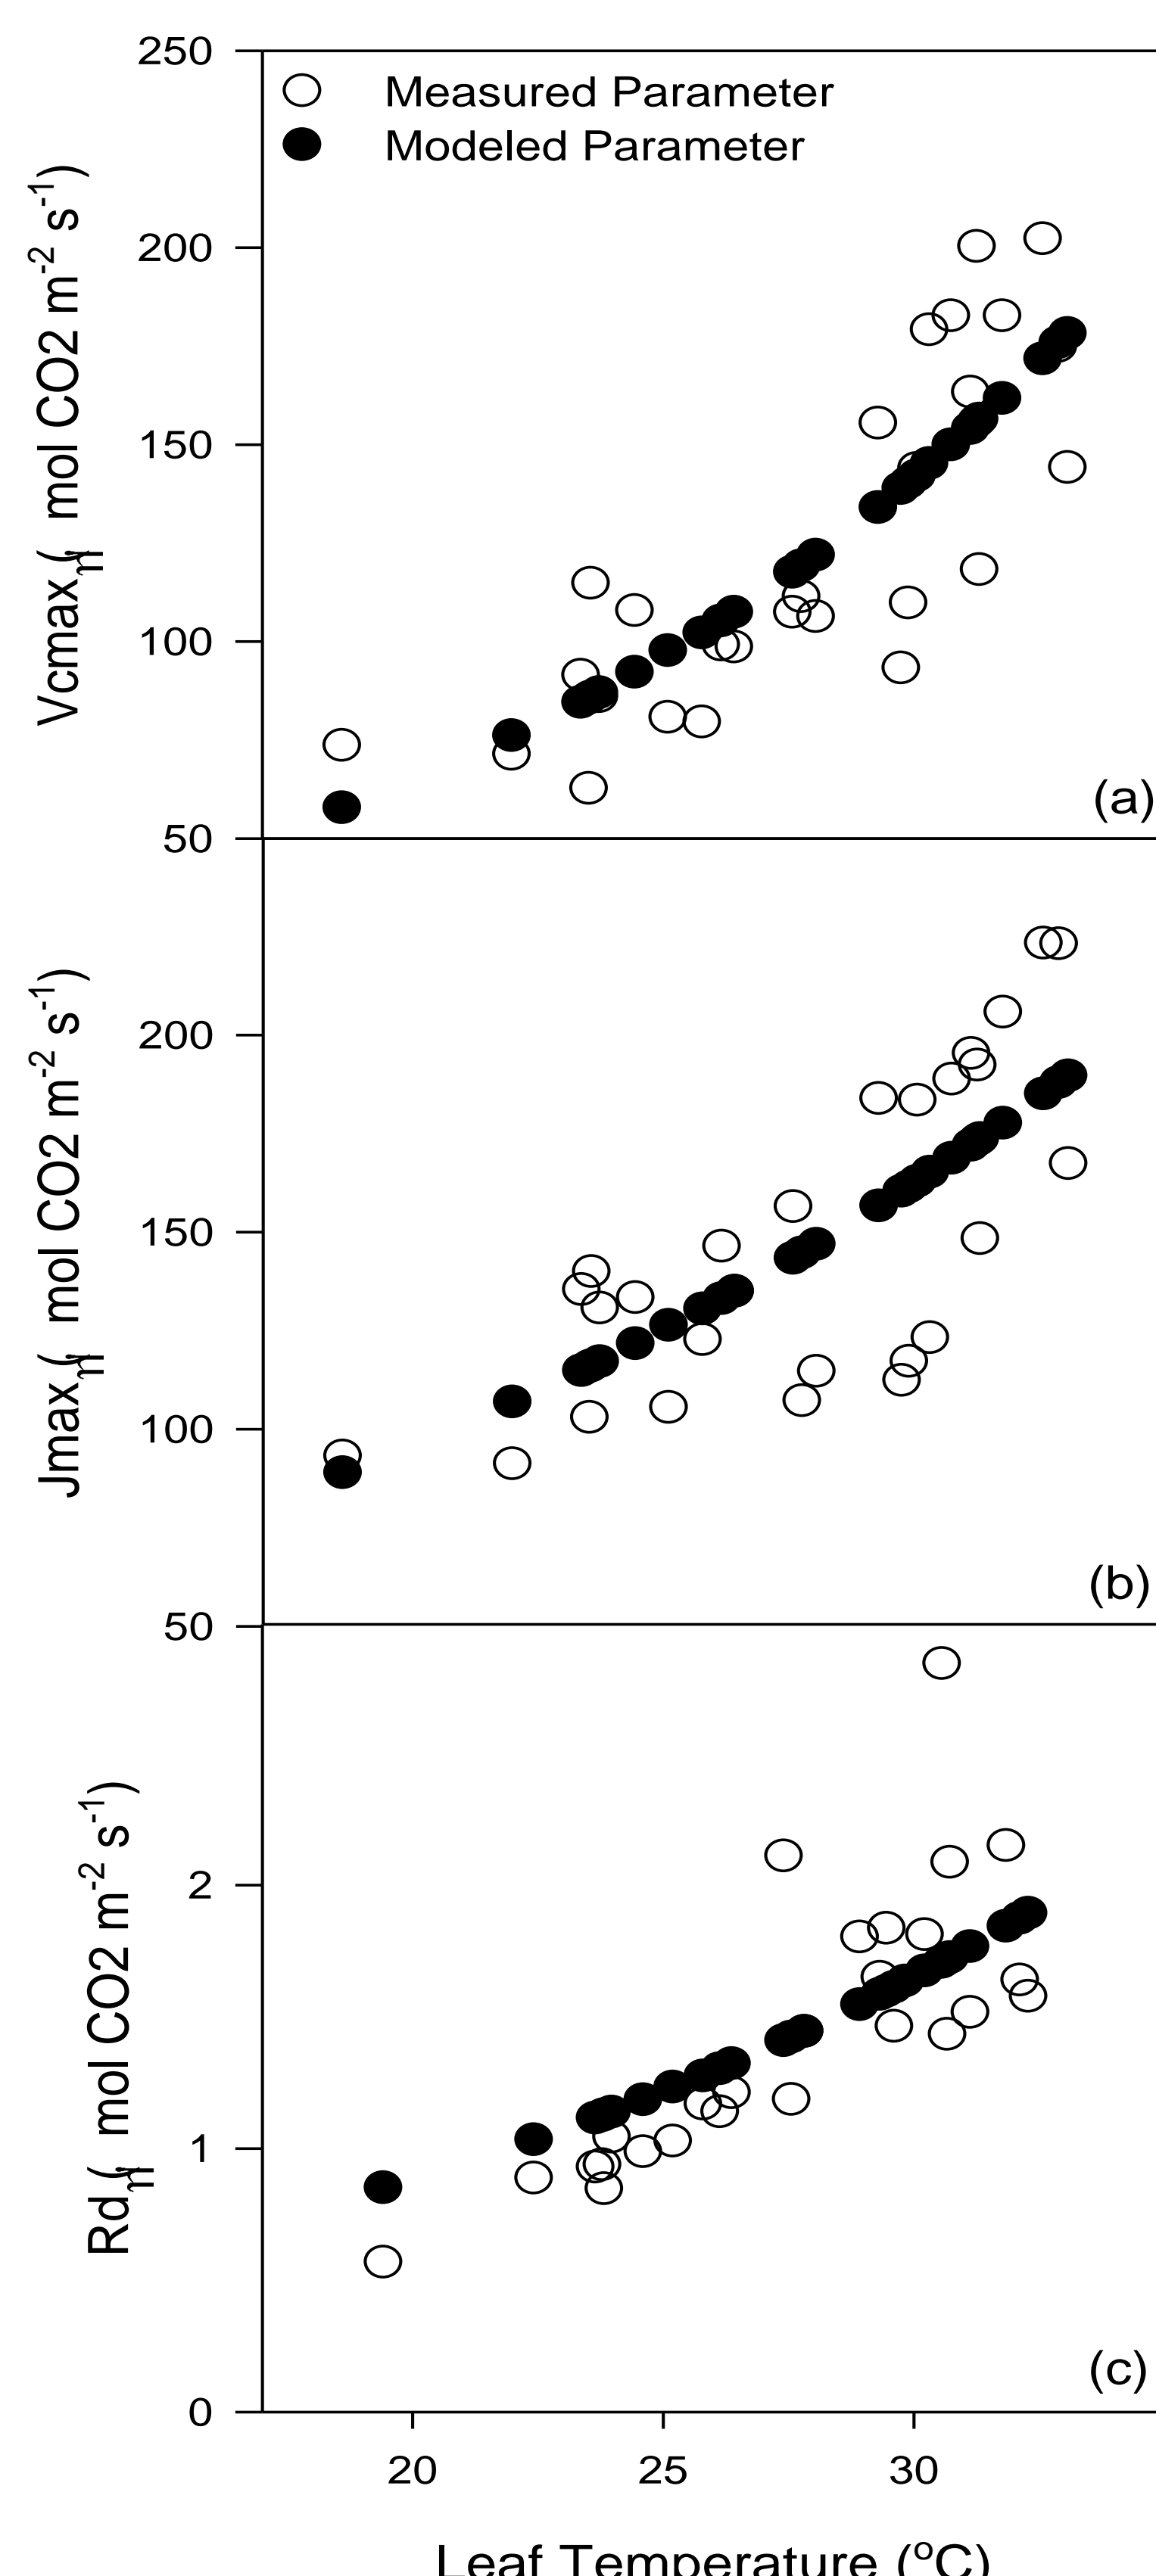 250
Measured Parameter
Modeled Parameter
200
150
100
50
Vcmax (η mol CO2 m-2 s-1)
(a)
200
150
100
50
Jmax (η mol CO2 m-2 s-1)
(b)
2
1
0
Rd (η mol CO2 m-2 s-1)
(c)
20 25 30
Leaf Temperature (oC)